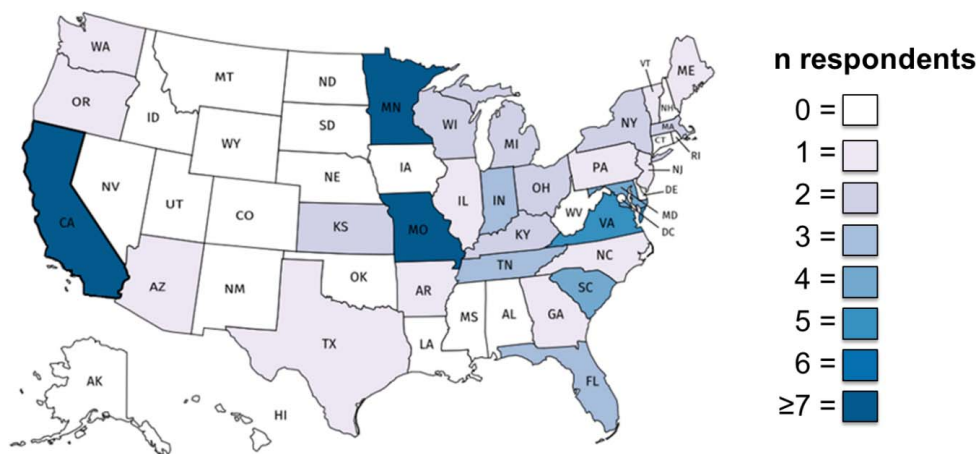 WA
OR
CA
NV
ID
MT
WY
UT
AZ
CO
NM
ND
SD
NE
KS
OK
TX
MN
IA
MO
AR
LA
WI
IL
MI
IN
OH
KY
TN
MS
AL
GA
FL
SC
NC
VA
WV
PA
NY
VT
NH
ME
MA
CT
RI
NJ
DE
MD
DC
AK
HI
n respondents
0 =
1 =
2 =
3 =
4 =
5 =
6 =
≥7 =